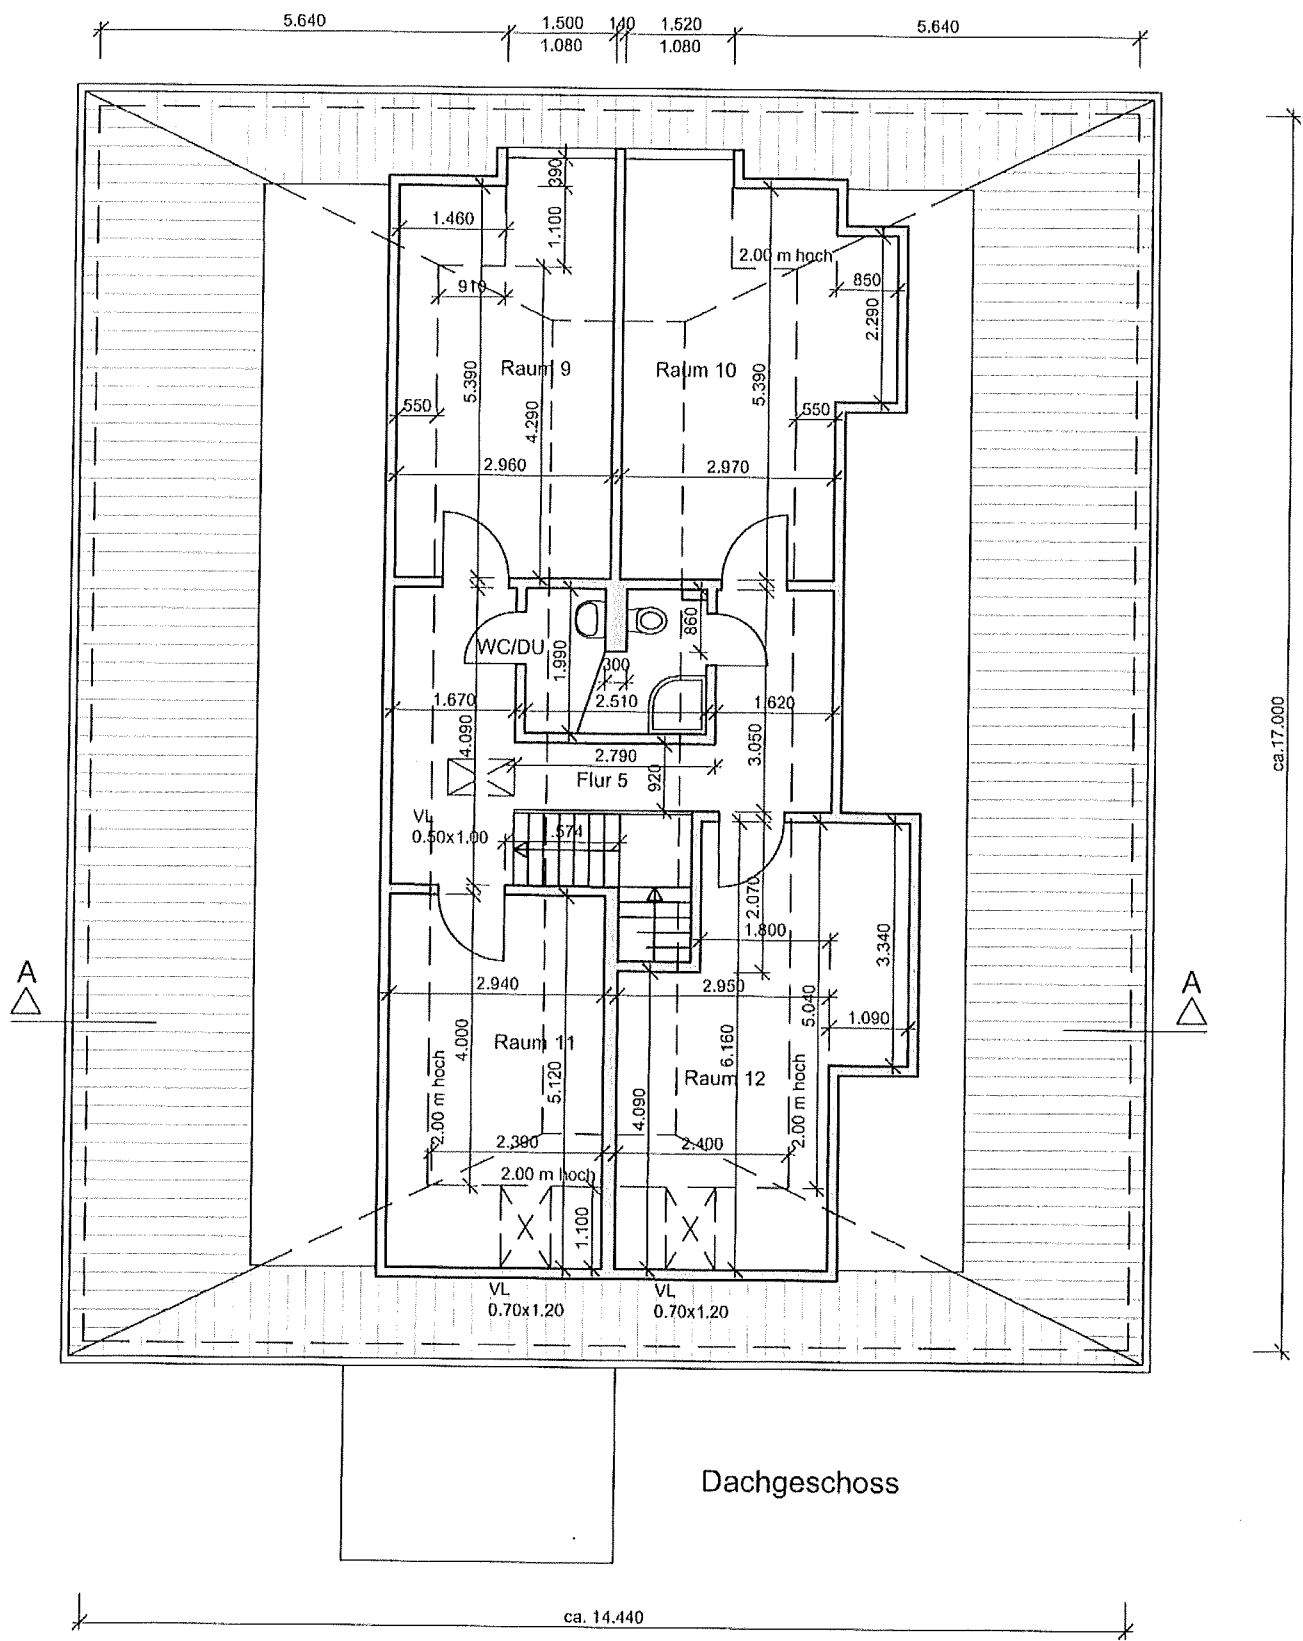 5.640
1.500
140
1.520
5.640
1.080
1.080
390
1.460
1.100
2.00 m hoch
910
850
2.290
Raum 9
Raum 10
5.390
5.390
4.290
550
550
2.960
2.970
ca.17.000
860
WC/DU
1.990
300
1.670
2.510
1.620
4.090
3.050
2.790
Flur 5
920
VL
0.50x1.00
.574
2.070
1.800
3.340
A
A
2.940
2.950
5.040
1.090
4.000
Raum 11
6.160
5.120
Raum 12
2.00 m hoch
2.00 m hoch
4.090
2.390
2.400
2.00 m hoch
1.100
VL
0.70x1.20
VL
0.70x1.20
Dachgeschoss
ca. 14.440